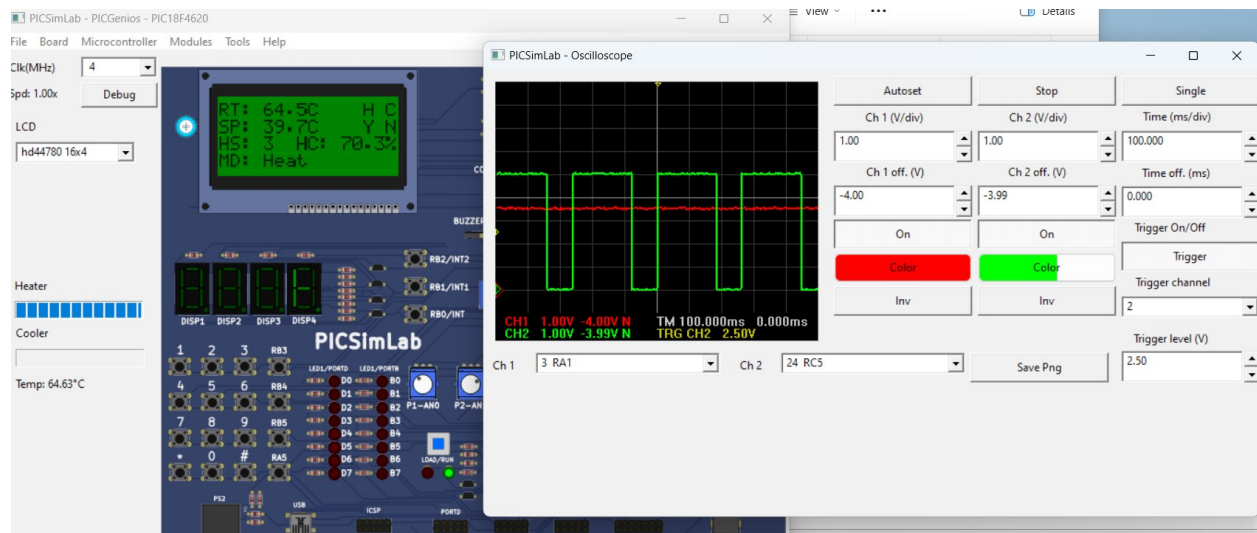 PICSimLab - PICGenios - PIC18F4620
File Board Microcontroller Modules Tools Help
Clk(MHz) 4
Spd: 1.00x Debug
LCD
hd44780 16x4
RT: 64.5C H C
SP: 39.7C Y N
HS: 3 HC: 70.3%
MD: Heat
BUZZER
RB2/INT2
RB1/INT1
RB0/INT
DISP1 DISP2 DISP3 DISP4
PICSimLab
Heater
Cooler
Temp: 64.63°C
1 2 3 RB3
4 5 6 RB4
7 8 9 RB5
* 0 # RA5
LED1/PORTD LED1/PORTB
D0 B0
D1 B1
D2 B2
D3 B3
D4 B4
D5 B5
D6 B6
D7 B7
P1-AN0 P2-AN
LOAD/RUN
PS2 USB ICSP PORTD
View ...
Details
PICSimLab - Oscilloscope
CH1 1.00V -4.00V N TM 100.000ms 0.000ms
CH2 1.00V -3.99V N TRG CH2 2.50V
Autoset Stop Single
Ch 1 (V/div) Ch 2 (V/div) Time (ms/div)
1.00 1.00 100.000
Ch 1 off. (V) Ch 2 off. (V) Time off. (ms)
-4.00 -3.99 0.000
On On Trigger On/Off
Color Color Trigger
Inv Inv Trigger channel
2
Trigger level (V)
2.50
Ch 1 3 RA1 Ch 2 24 RC5 Save Png